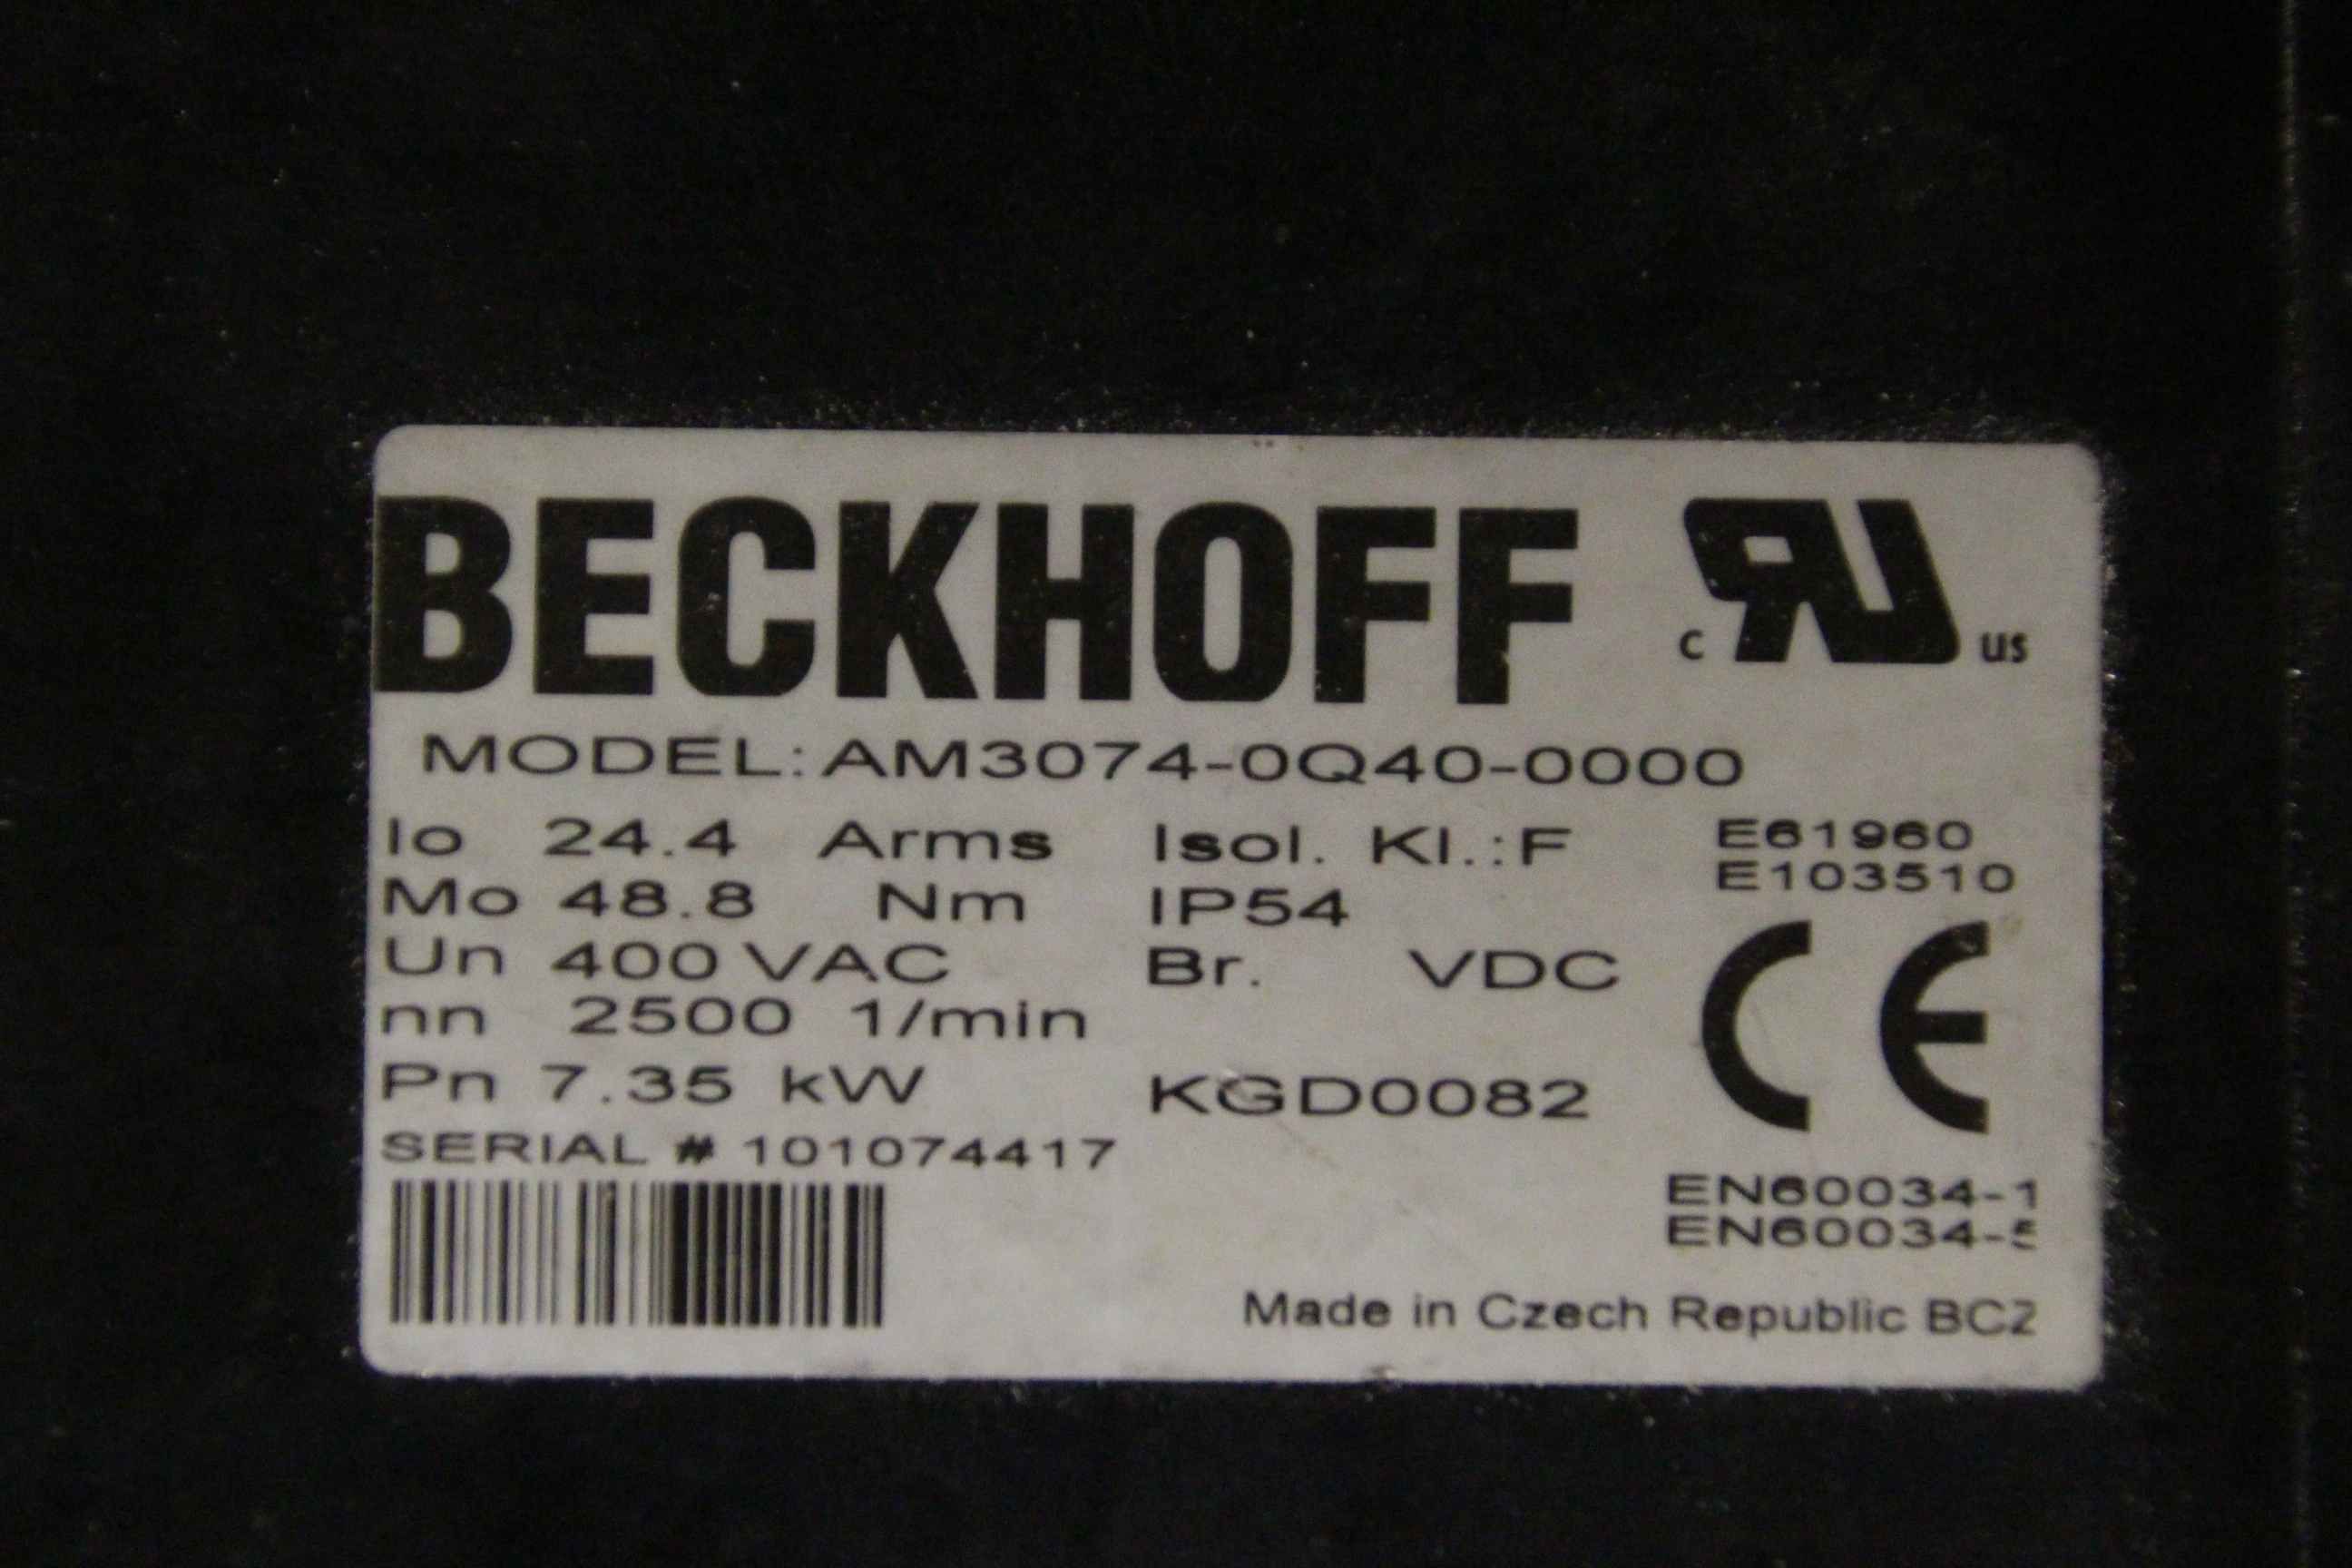 BECKHOFF
c RU us
MODEL: AM3074-0Q40-0000
Io 24.4 Arms Isol. Kl.:F E61960
E103510
Mo 48.8 Nm IP54
Un 400 VAC Br. VDC CE
nn 2500 1/min
Pn 7.35 kW KGD0082
SERIAL # 101074417
EN60034-1
EN60034-5
Made in Czech Republic BCZ